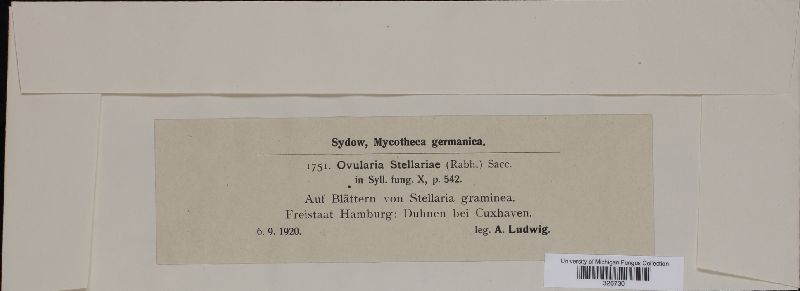 Sydow, Mycotheca germanica.
1751. Ovularia Stellariae (Rabh.) Sacc.
in Syll. fung. X, p. 542.
Auf Blättern von Stellaria graminea.
Freistaat Hamburg: Duhnen bei Cuxhaven.
6. 9. 1920. leg. A. Ludwig.
University of Michigan Fungus Collection
326730